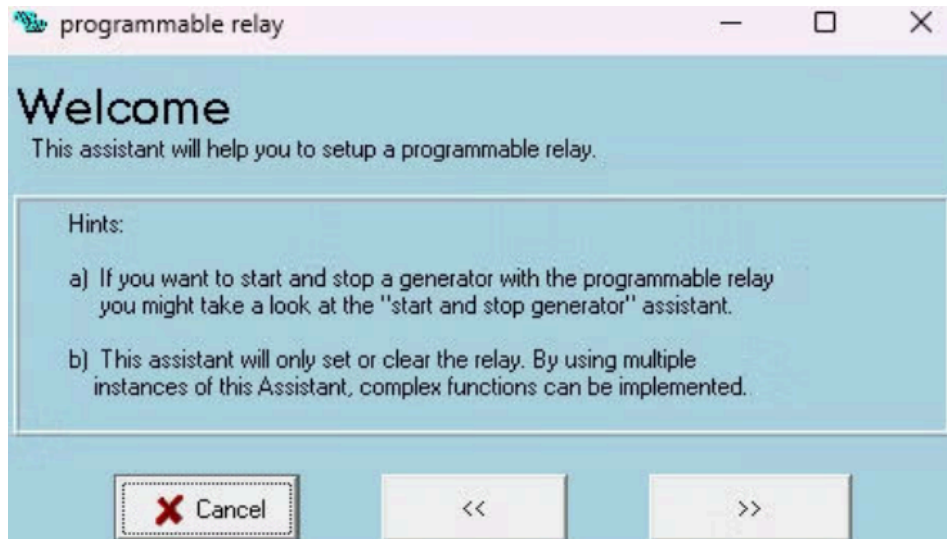 programmable relay
Welcome
This assistant will help you to setup a programmable relay.
Hints:
a) If you want to start and stop a generator with the programmable relay
you might take a look at the "start and stop generator" assistant.
b) This assistant will only set or clear the relay. By using multiple
instances of this Assistant, complex functions can be implemented.
Cancel
<<
>>